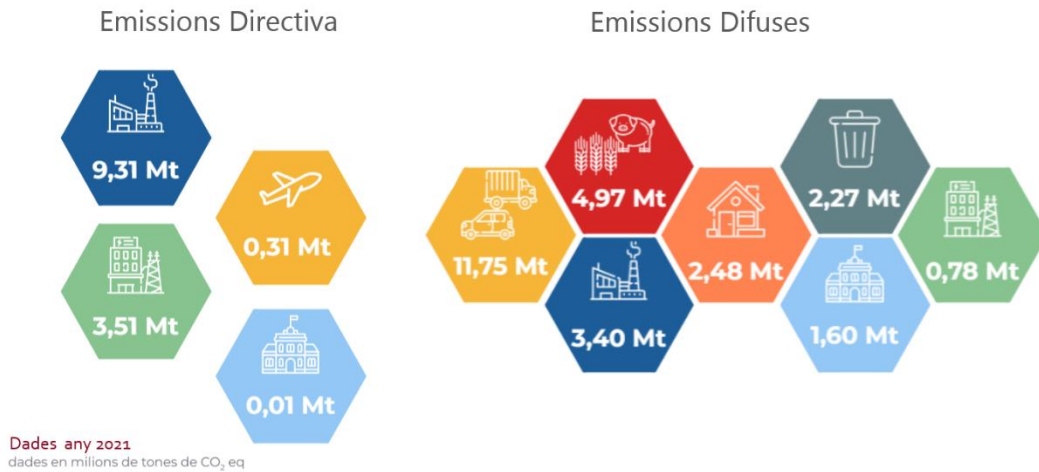 Emissions Directiva
Emissions Difuses
9,31 Mt
0,31 Mt
3,51 Mt
0,01 Mt
4,97 Mt
2,27 Mt
11,75 Mt
2,48 Mt
0,78 Mt
3,40 Mt
1,60 Mt
Dades any 2021
dades en milions de tones de CO₂ eq